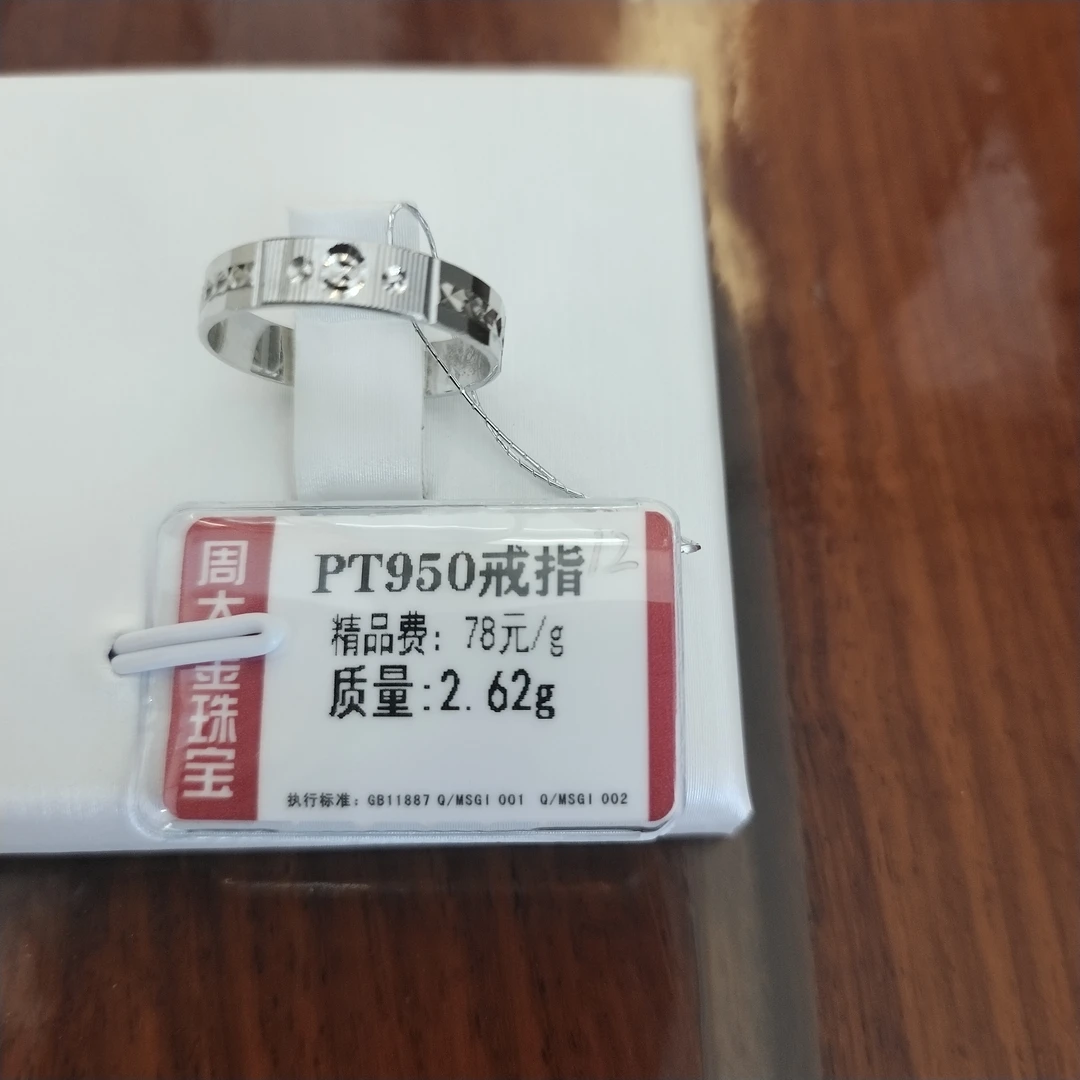 周大金珠宝
PT950戒指
12
精品费: 78元/g
质量:2.62g
执行标准: GB11887 Q/MSGI 001 Q/MSGI 002